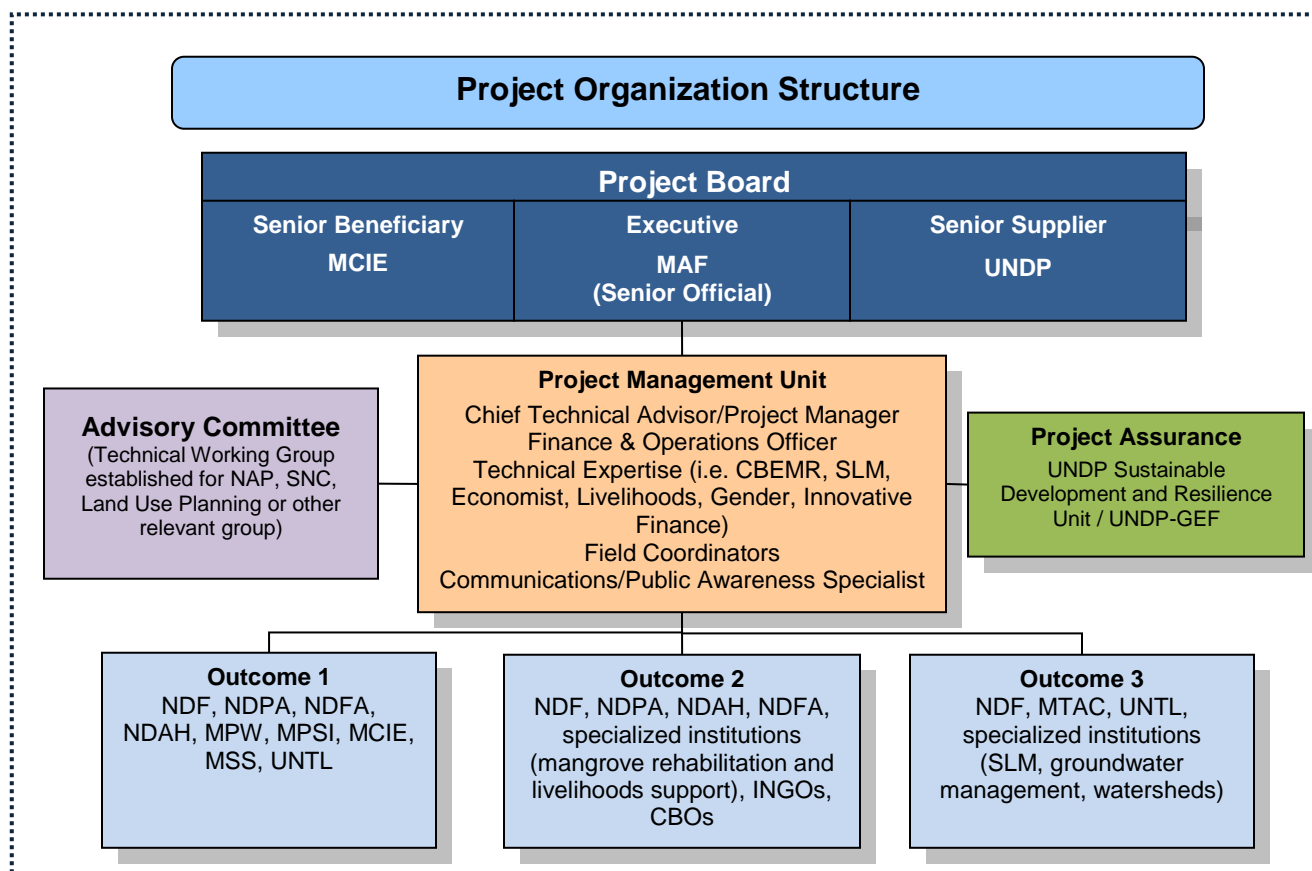 Project Organization Structure
Project Board
Senior Beneficiary
MCIE
Executive
MAF
(Senior Official)
Senior Supplier
UNDP
Advisory Committee
(Technical Working Group
established for NAP, SNC,
Land Use Planning or other
relevant group)
Project Management Unit
Chief Technical Advisor/Project Manager
Finance & Operations Officer
Technical Expertise (i.e. CBEMR, SLM,
Economist, Livelihoods, Gender, Innovative
Finance)
Field Coordinators
Communications/Public Awareness Specialist
Project Assurance
UNDP Sustainable
Development and Resilience
Unit / UNDP-GEF
Outcome 1
NDF, NDPA, NDFA,
NDAH, MPW, MPSI, MCIE,
MSS, UNTL
Outcome 2
NDF, NDPA, NDAH, NDFA,
specialized institutions
(mangrove rehabilitation and
livelihoods support), INGOs,
CBOs
Outcome 3
NDF, MTAC, UNTL,
specialized institutions
(SLM, groundwater
management, watersheds)